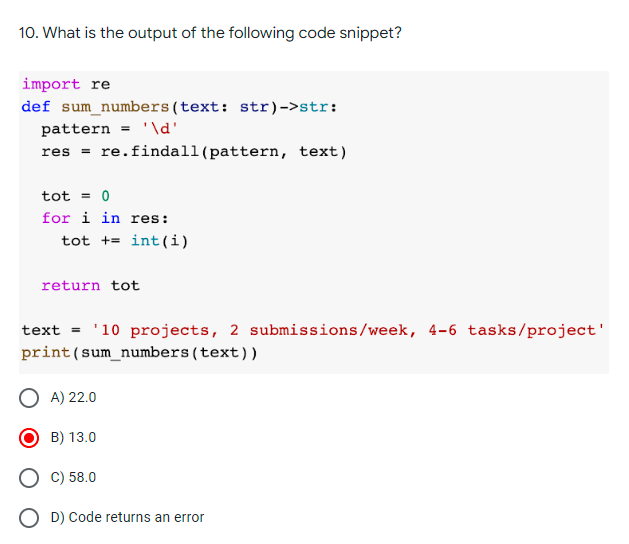 10. What is the output of the following code snippet?
import re
def sum_numbers(text: str)->str:
  pattern = '\d'
  res = re.findall(pattern, text)
  tot = 0
  for i in res:
    tot += int(i)
  return tot
text = '10 projects, 2 submissions/week, 4-6 tasks/project'
print(sum_numbers(text))
A) 22.0
B) 13.0
C) 58.0
D) Code returns an error